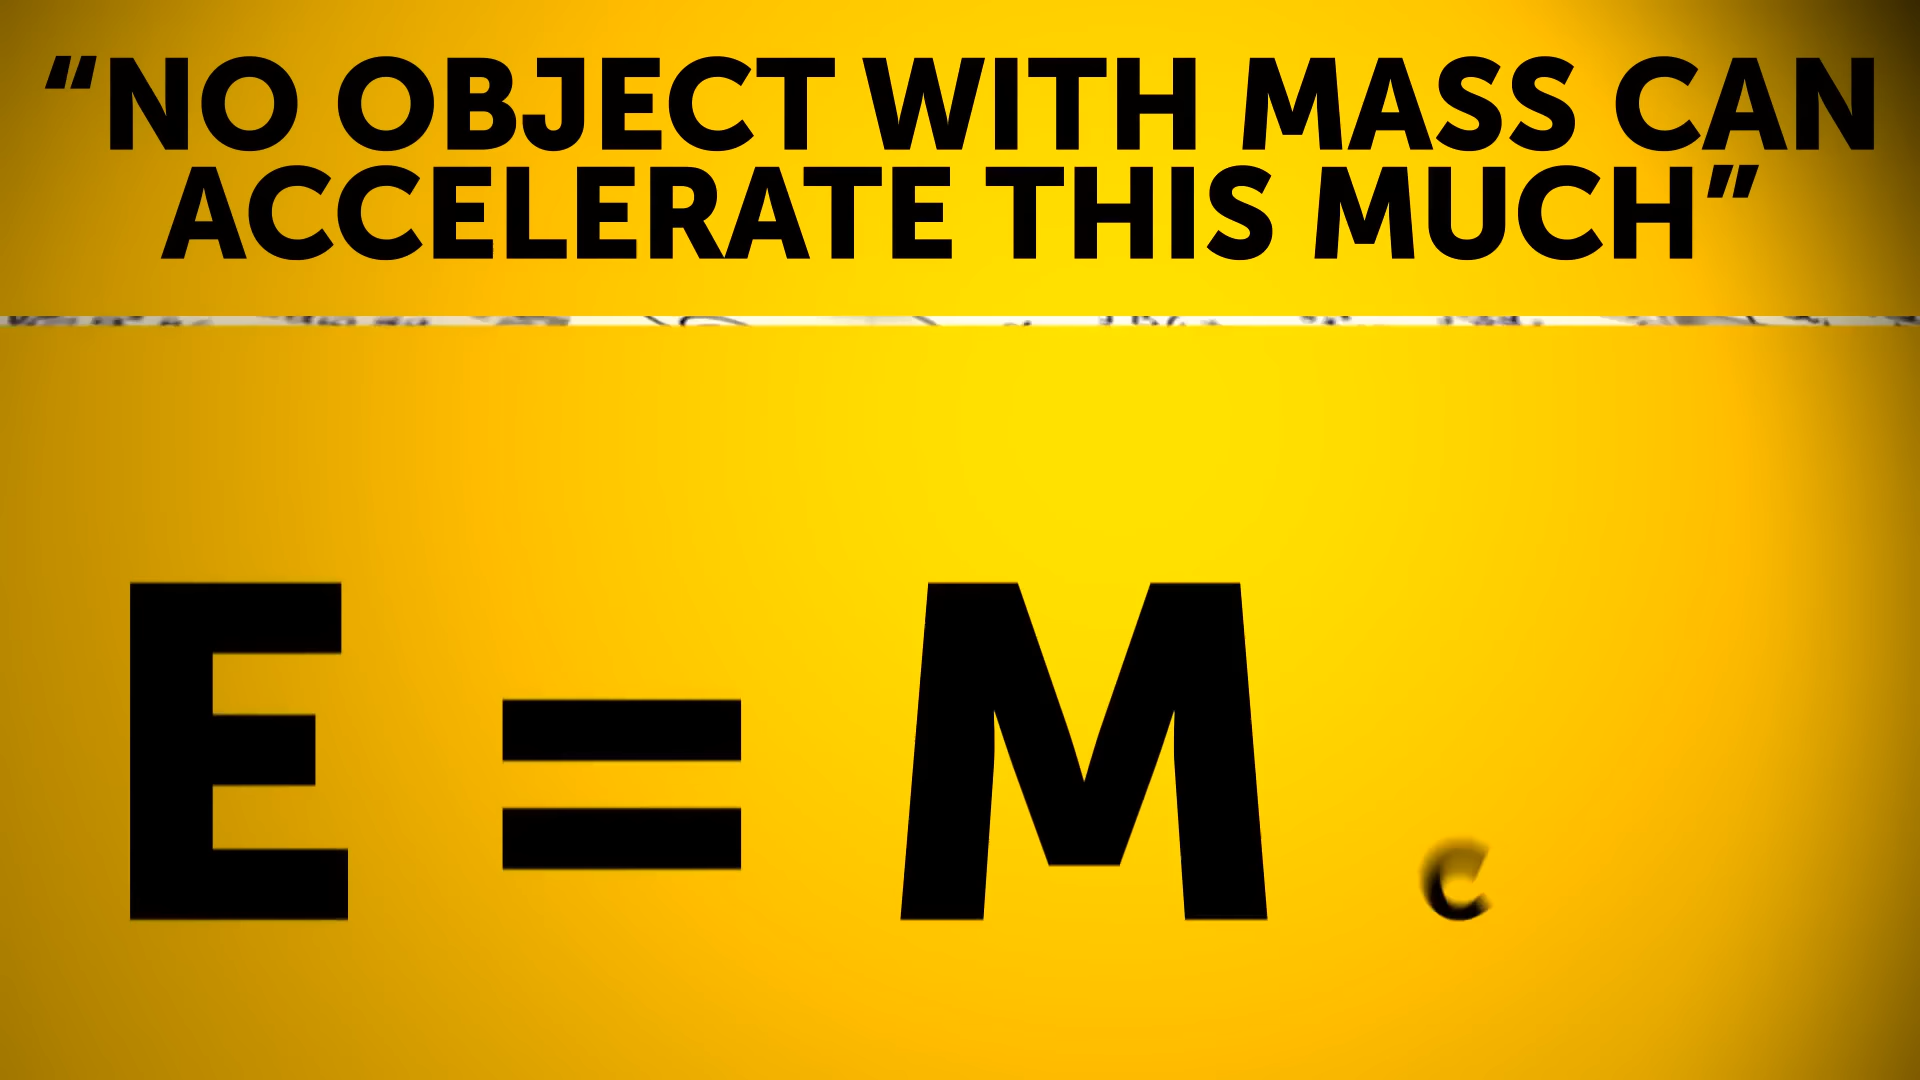 “NO OBJECT WITH MASS CAN
ACCELERATE THIS MUCH”
E = M c